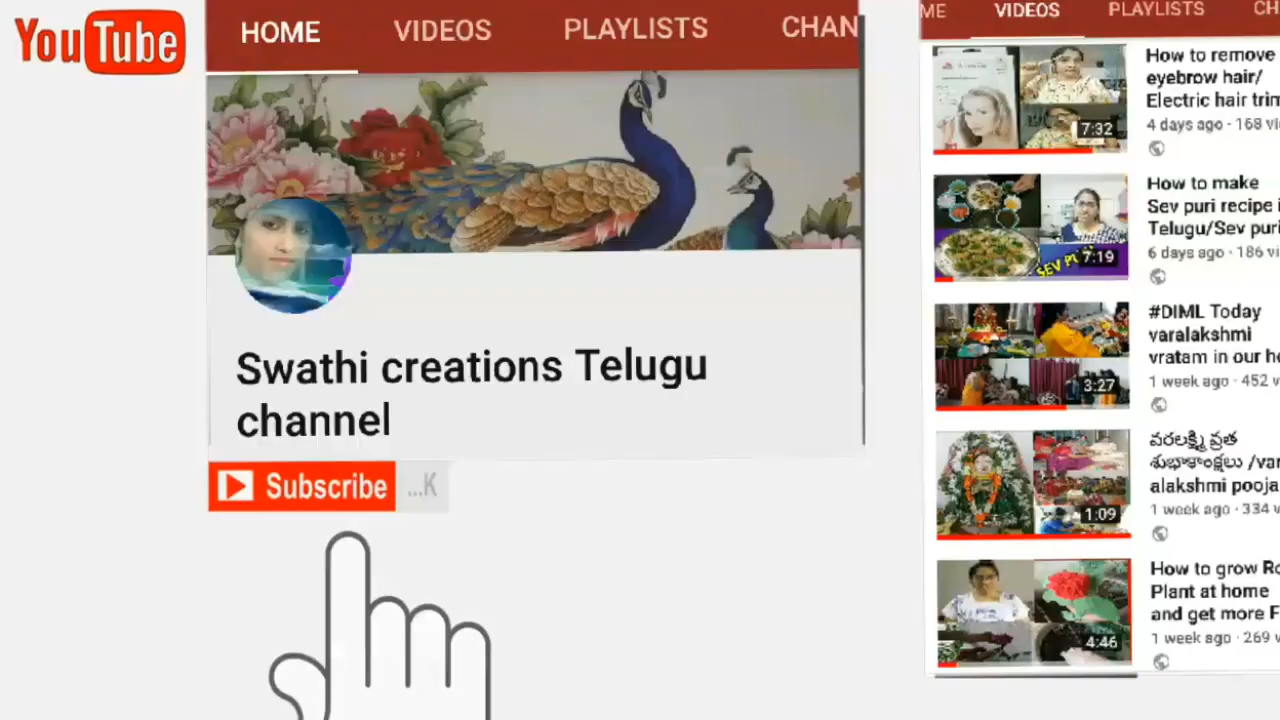 YouTube
HOME VIDEOS PLAYLISTS CHAN
Swathi creations Telugu
channel
Subscribe ...K
ME VIDEOS PLAYLISTS CH
How to remove
eyebrow hair/
Electric hair trim
4 days ago · 168 vi
7:32
How to make
Sev puri recipe i
Telugu/Sev puri
6 days ago · 186 vi
SEV PU
7:19
#DIML Today
varalakshmi
vratam in our ho
1 week ago · 452 v
3:27
వరలక్ష్మి వ్రత
శుభాకాంక్షలు /var
alakshmi pooja
1 week ago · 334 v
1:09
How to grow Ro
Plant at home
and get more F
1 week ago · 269 v
4:46